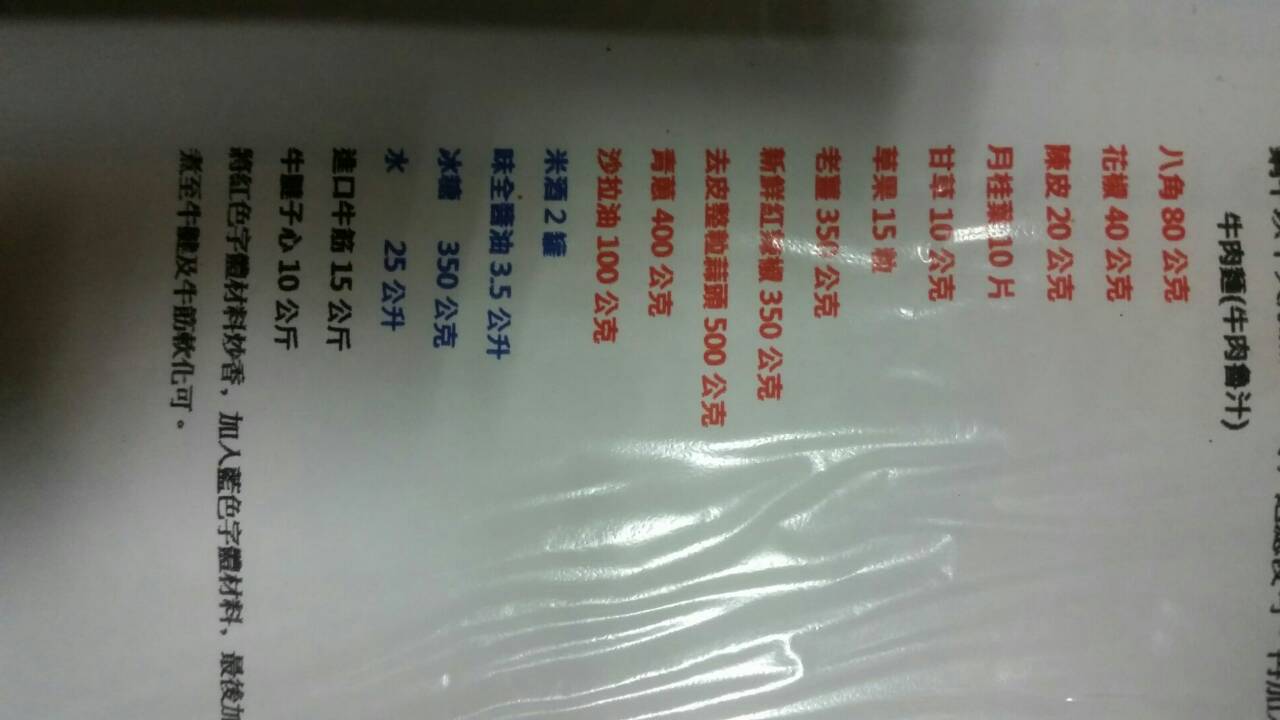 牛肉麵(牛肉魯汁)
八角 80 公克
花椒 40 公克
陳皮 20 公克
月桂葉 10 片
甘草 10 公克
草果 15 粒
老薑 350 公克
新鮮紅辣椒 350 公克
去皮整粒蒜頭 500 公克
青蔥 400 公克
沙拉油 100 公克
米酒 2 罐
味全醬油 3.5 公升
冰糖 350 公克
水 25 公升
進口牛筋 15 公斤
牛腱子心 10 公斤
將紅色字體材料炒香，加入藍色字體材料，最後加
煮至牛腱及牛筋軟化可。